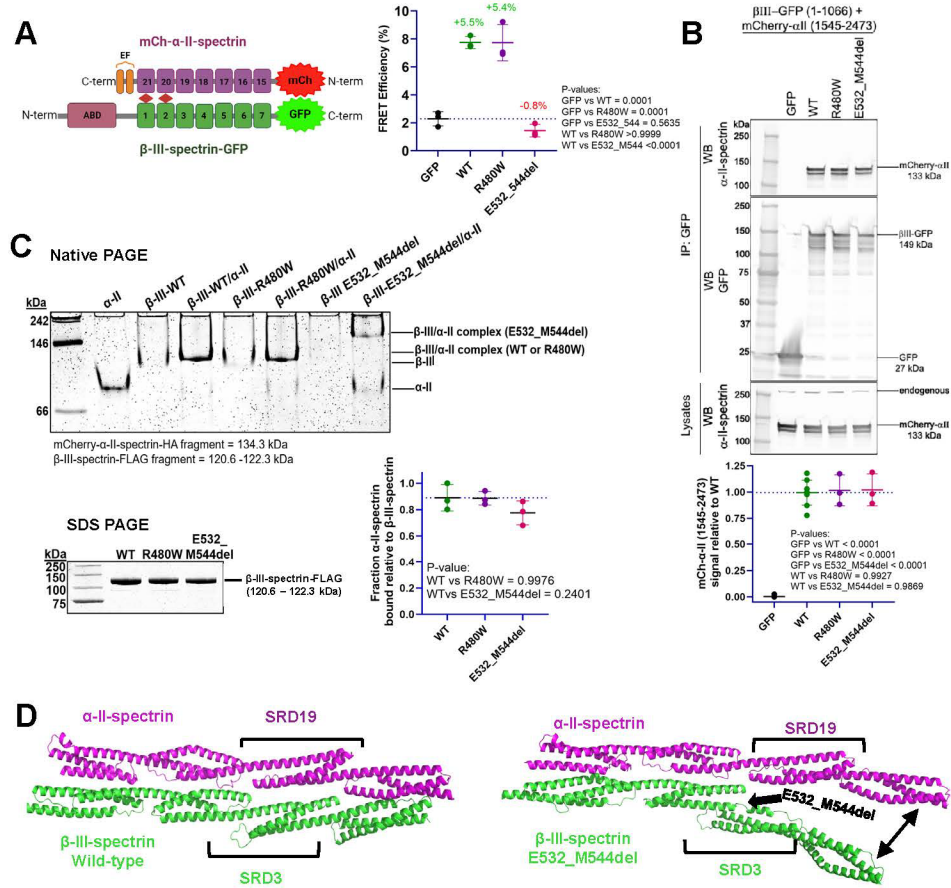 A
mCh-α-II-spectrin
EF
C-term
21
20
19
18
17
16
15
mCh
N-term
N-term
ABD
1
2
3
4
5
6
7
GFP
C-term
β-III-spectrin-GFP
FRET Efficiency (%)
10
8
6
4
2
0
+5.5%
+5.4%
-0.8%
P-values:
GFP vs WT = 0.0001
GFP vs R480W = 0.0001
GFP vs E532_544 = 0.5635
WT vs R480W >0.9999
WT vs E532_M544 <0.0001
GFP
WT
R480W
E532_544del
B
βIII–GFP (1-1066) +
mCherry-αII (1545-2473)
GFP
WT
R480W
E532_M544del
kDa
IP: GFP
WB
α-II-spectrin
250
150
100
mCherry-αII
133 kDa
WB
GFP
250
150
100
75
50
37
25
βIII-GFP
149 kDa
GFP
27 kDa
Lysates
WB
α-II-spectrin
250
150
100
endogenous
mCherry-αII
133 kDa
mCh-α-II (1545-2473)
signal relative to WT
1.25
1.00
0.75
0.50
0.25
0.00
P-values:
GFP vs WT < 0.0001
GFP vs R480W < 0.0001
GFP vs E532_M544del < 0.0001
WT vs R480W = 0.9927
WT vs E532_M544del = 0.9869
GFP
WT
R480W
E532_M544del
C
Native PAGE
α-II
β-III-WT
β-III-WT/α-II
β-III-R480W
β-III-R480W/α-II
β-III E532_M544del
β-III-E532_M544del/α-II
kDa
242
146
66
β-III/α-II complex (E532_M544del)
β-III/α-II complex (WT or R480W)
β-III
α-II
mCherry-α-II-spectrin-HA fragment = 134.3 kDa
β-III-spectrin-FLAG fragment = 120.6 -122.3 kDa
SDS PAGE
kDa
WT
R480W
E532_
M544del
250
150
100
75
β-III-spectrin-FLAG
(120.6 – 122.3 kDa)
Fraction α-II-spectrin
bound relative to β-III-spectrin
1.0
0.8
0.6
0.4
0.2
0.0
P-value:
WT vs R480W = 0.9976
WTvs E532_M544del = 0.2401
WT
R480W
E532_M544del
D
α-II-spectrin
SRD19
β-III-spectrin
Wild-type
SRD3
α-II-spectrin
SRD19
E532_M544del
β-III-spectrin
E532_M544del
SRD3